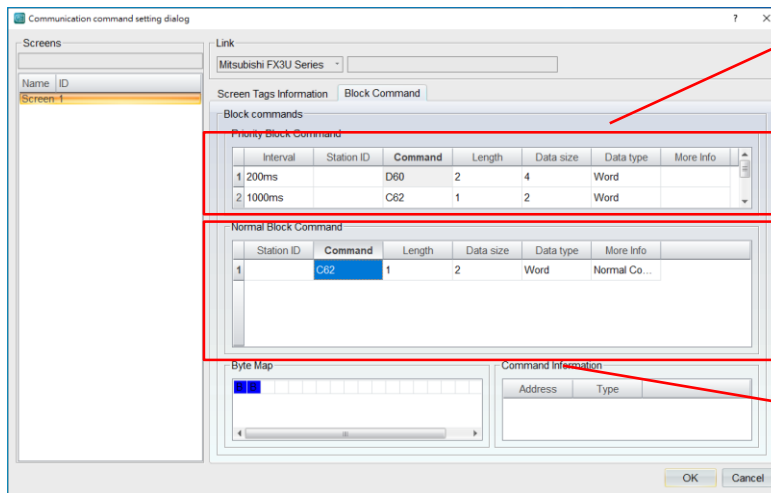 Communication command setting dialog ? ×
Screens
Link
Mitsubishi FX3U Series
Name ID
Screen 1
Screen Tags Information Block Command
Block commands
Priority Block Command
Interval Station ID Command Length Data size Data type More Info
1 200ms D60 2 4 Word
2 1000ms C62 1 2 Word
Normal Block Command
Station ID Command Length Data size Data type More Info
1 C62 1 2 Word Normal Co...
Byte Map
Command Information
Address Type
OK Cancel